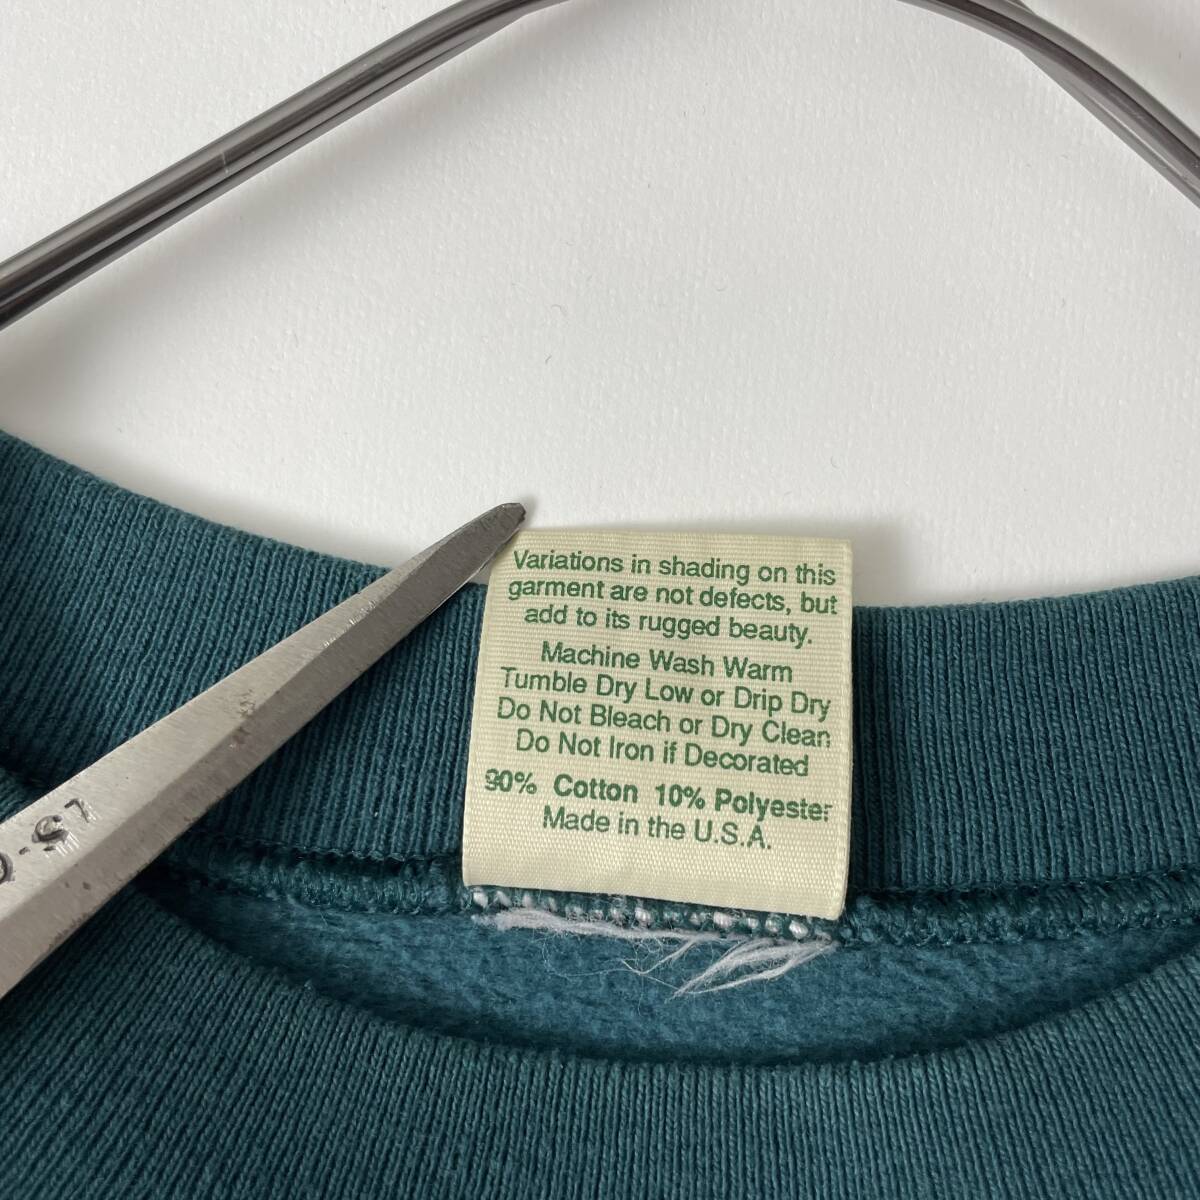 Variations in shading on this
garment are not defects, but
add to its rugged beauty.
Machine Wash Warm
Tumble Dry Low or Drip Dry
Do Not Bleach or Dry Clean
Do Not Iron if Decorated
90% Cotton 10% Polyester
Made in the U.S.A.